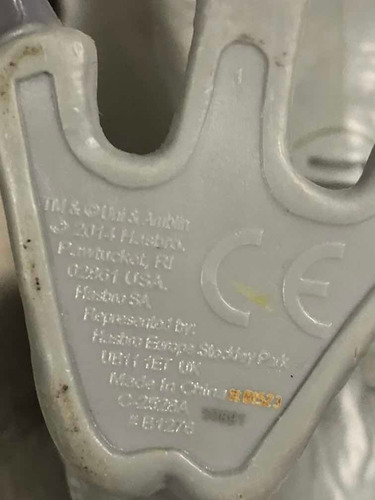 TM & © Uni & Amblin
© 2014 Hasbro.
Pawtucket, RI
02861 USA.
Hasbro SA
Represented by:
Hasbro Europe Stockley Park
UB11 1ET UK
Made in China
C-2828A
#B1276
CE